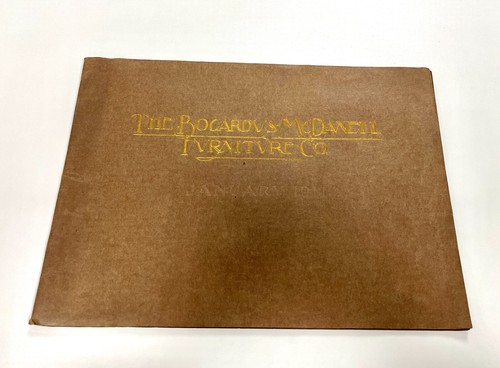 THE BOGARDVS MCDANELL
FVRNITVRE CO.
JANUARY